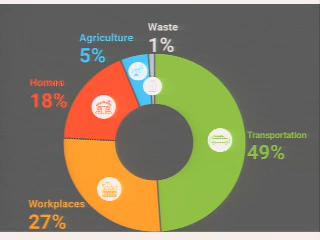 Waste
1%
Agriculture
5%
Homes
18%
Transportation
49%
Workplaces
27%